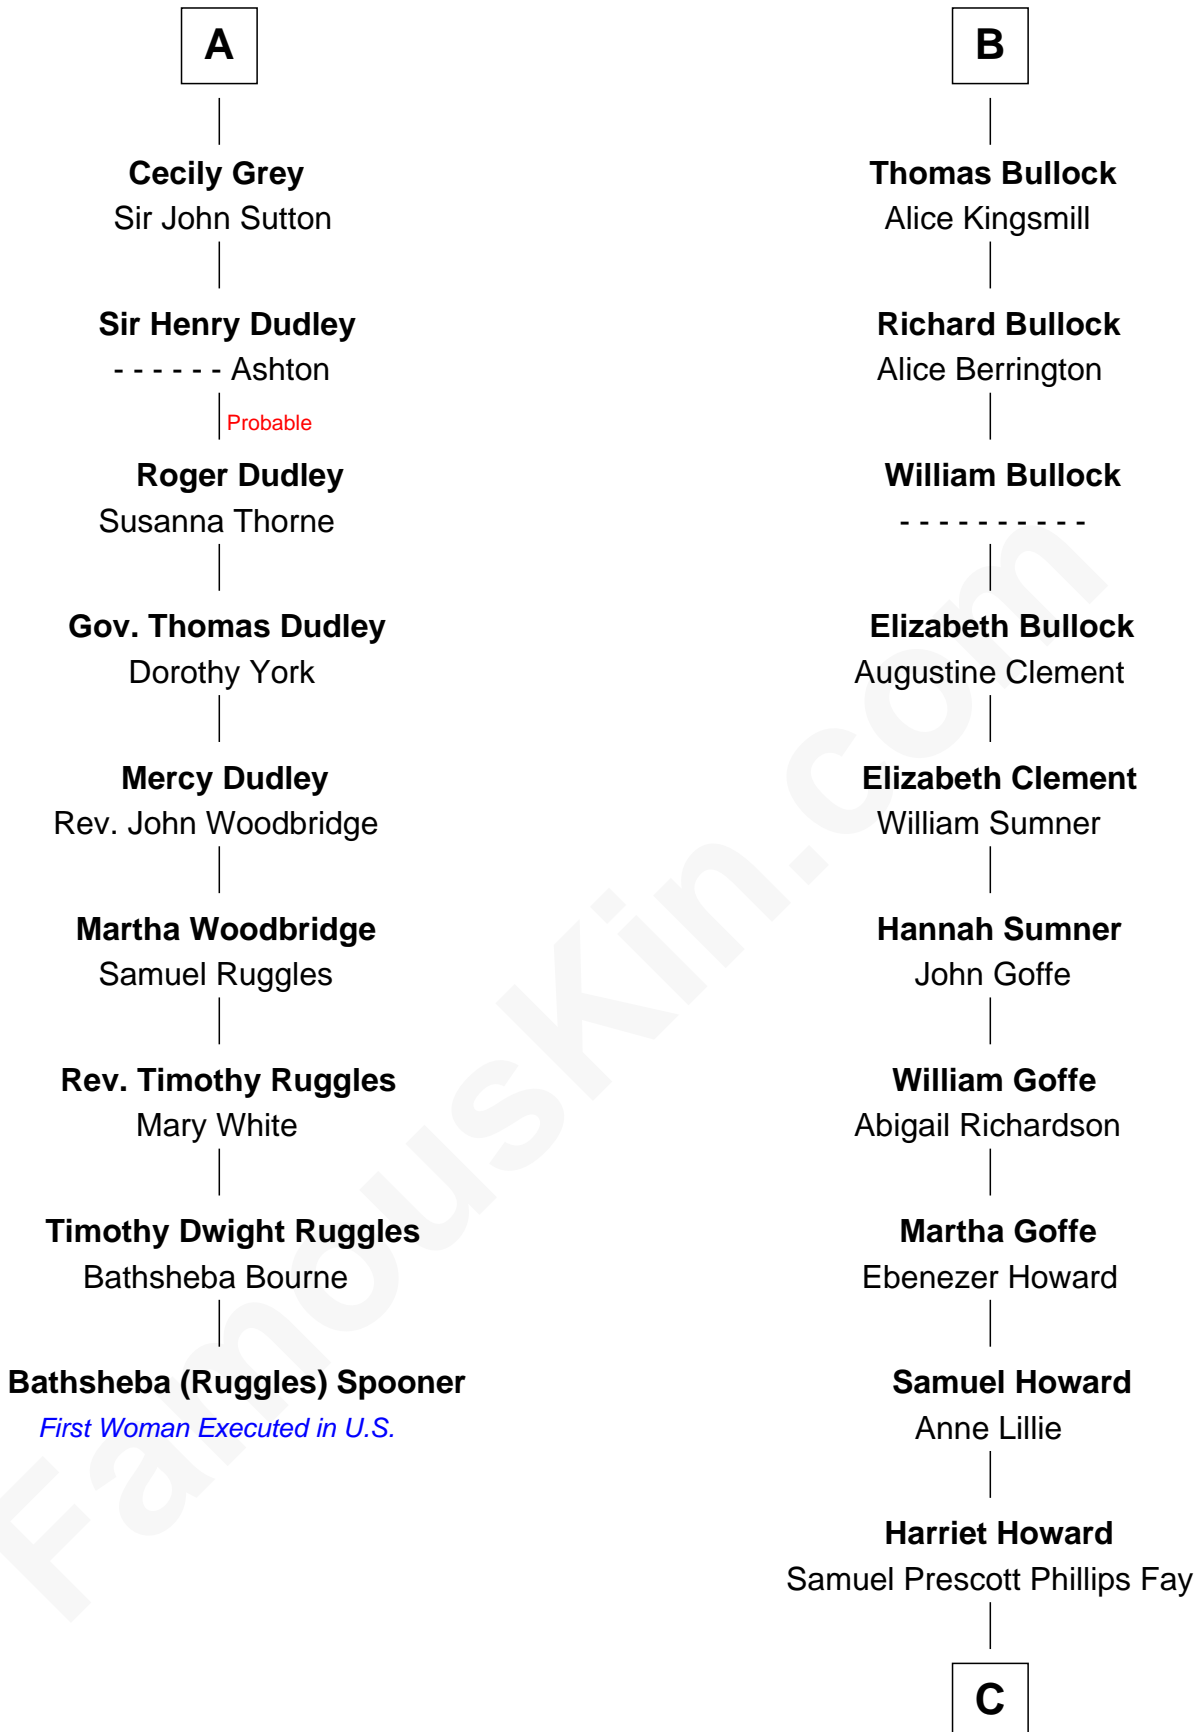 A
Cecily Grey
Sir John Sutton
Sir Henry Dudley
- - - - - - Ashton
Probable
Roger Dudley
Susanna Thorne
Gov. Thomas Dudley
Dorothy York
Mercy Dudley
Rev. John Woodbridge
Martha Woodbridge
Samuel Ruggles
Rev. Timothy Ruggles
Mary White
Timothy Dwight Ruggles
Bathsheba Bourne
Bathsheba (Ruggles) Spooner
First Woman Executed in U.S.
B
Thomas Bullock
Alice Kingsmill
Richard Bullock
Alice Berrington
William Bullock
- - - - - - - - - -
Elizabeth Bullock
Augustine Clement
Elizabeth Clement
William Sumner
Hannah Sumner
John Goffe
William Goffe
Abigail Richardson
Martha Goffe
Ebenezer Howard
Samuel Howard
Anne Lillie
Harriet Howard
Samuel Prescott Phillips Fay
C
FamousKin.com